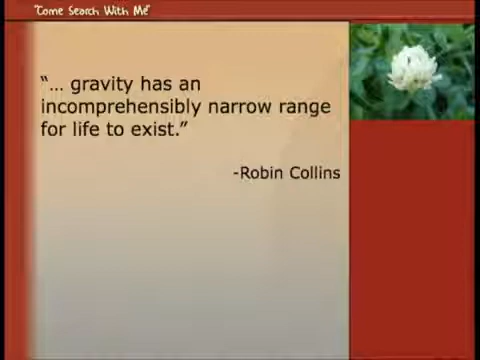 "Come Search With Me"
“… gravity has an
incomprehensibly narrow range
for life to exist.”
-Robin Collins